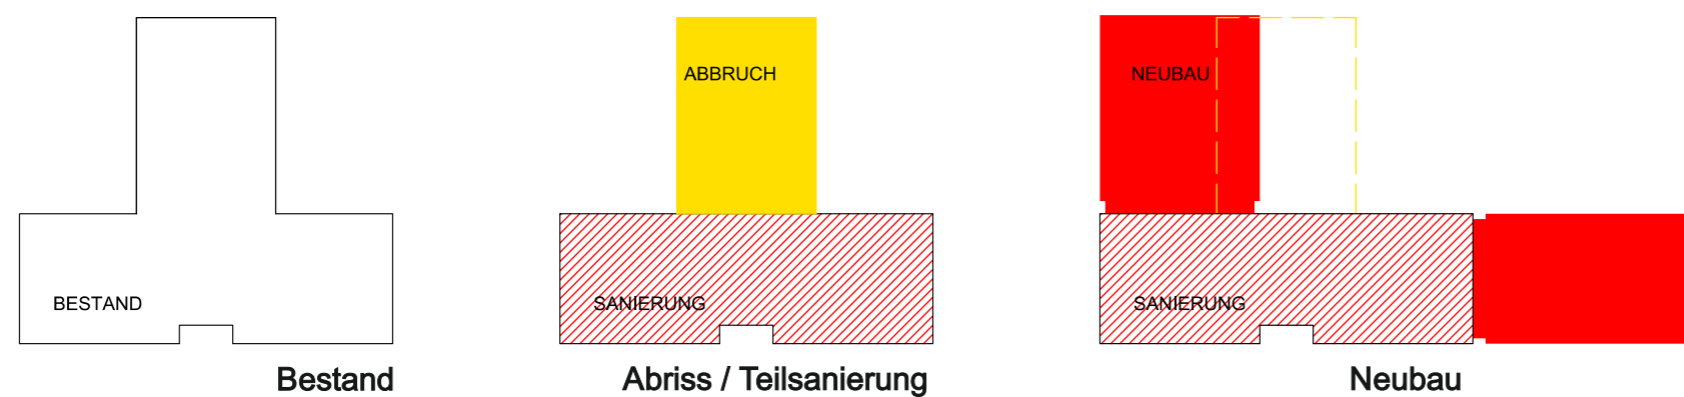 ABBRUCH
NEUBAU
BESTAND
SANIERUNG
SANIERUNG
Bestand
Abriss / Teilsanierung
Neubau